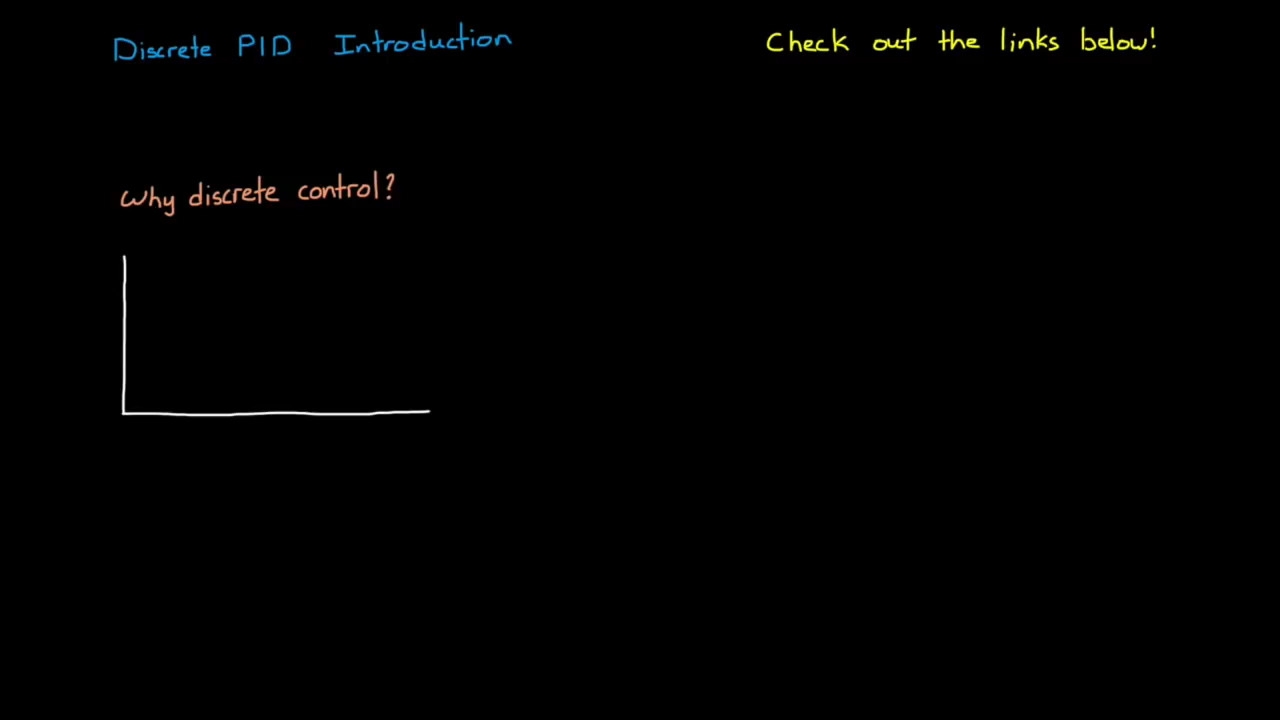 Discrete PID Introduction
Check out the links below!
Why discrete control?